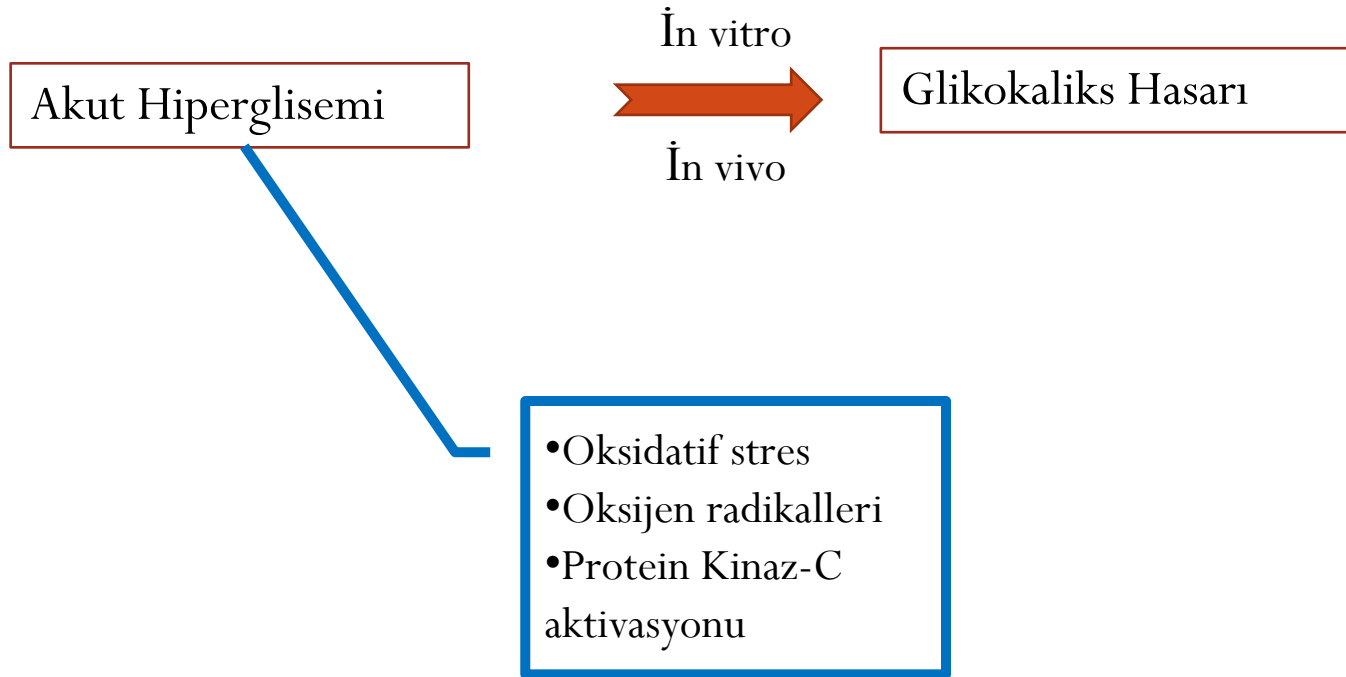 Akut Hiperglisemi
İn vitro
İn vivo
Glikokaliks Hasarı
•Oksidatif stres
•Oksijen radikalleri
•Protein Kinaz-C
aktivasyonu